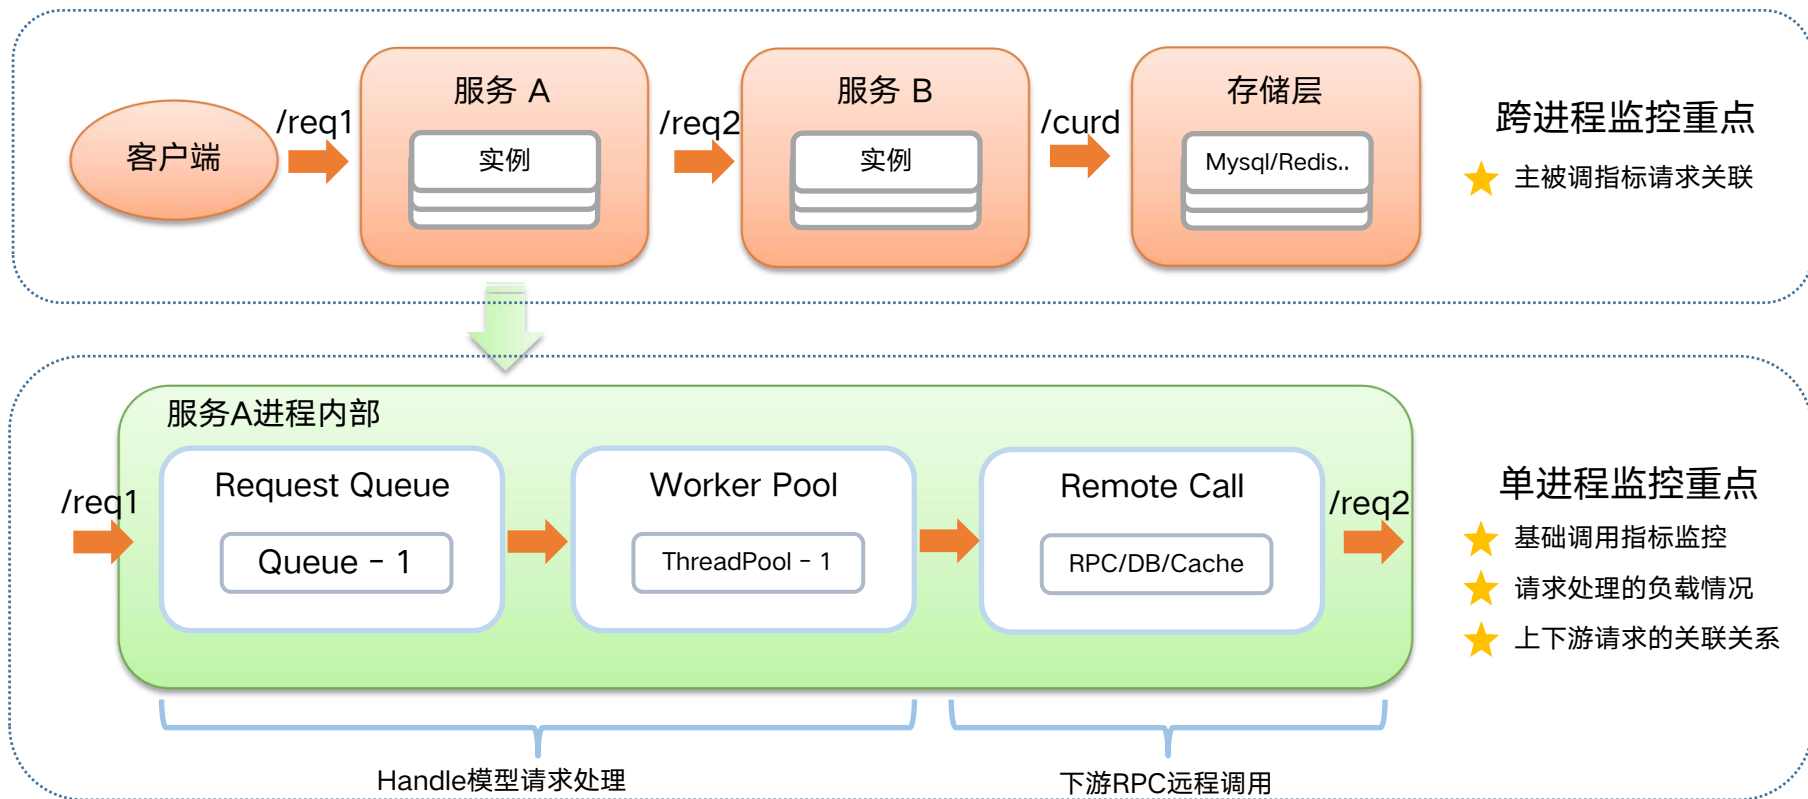 客户端
/req1
服务 A
实例
/req2
服务 B
实例
/curd
存储层
Mysql/Redis..
跨进程监控重点
主被调指标请求关联
服务A进程内部
/req1
Request Queue
Queue - 1
Worker Pool
ThreadPool - 1
Remote Call
RPC/DB/Cache
/req2
单进程监控重点
基础调用指标监控
请求处理的负载情况
上下游请求的关联关系
Handle模型请求处理
下游RPC远程调用